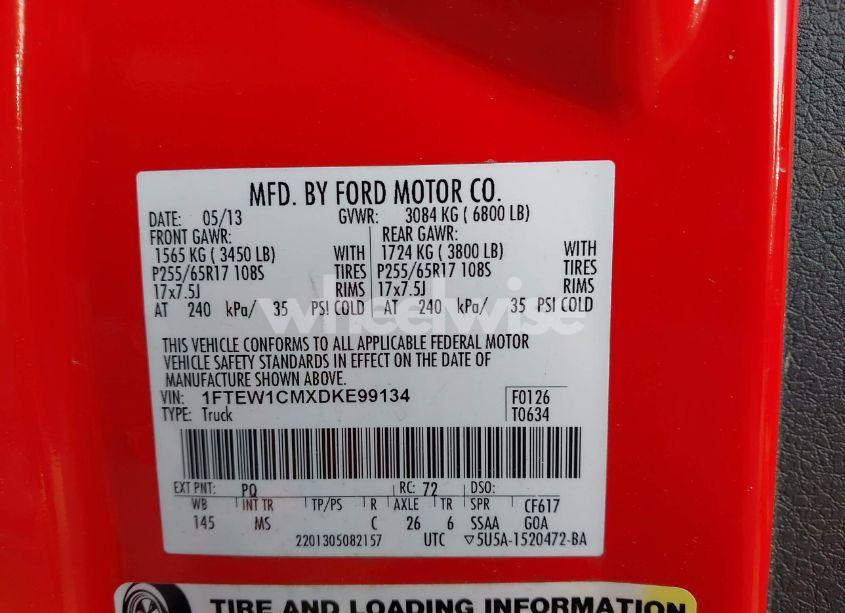 MFD. BY FORD MOTOR CO.
DATE: 05/13 GVWR: 3084 KG ( 6800 LB)
FRONT GAWR: REAR GAWR:
1565 KG ( 3450 LB) WITH 1724 KG ( 3800 LB) WITH
P255/65R17 108S TIRES P255/65R17 108S TIRES
17x7.5J RIMS 17x7.5J RIMS
AT 240 kPa/ 35 PSI COLD AT 240 kPa/ 35 PSI COLD
wheelwise
THIS VEHICLE CONFORMS TO ALL APPLICABLE FEDERAL MOTOR
VEHICLE SAFETY STANDARDS IN EFFECT ON THE DATE OF
MANUFACTURE SHOWN ABOVE.
VIN: 1FTEW1CMXDKE99134 F0126
TYPE: Truck T0634
EXT PNT: PQ RC: 72 DSO:
WB INT TR TP/PS R AXLE TR SPR CF617
145 MS C 26 6 SSAA GOA
2201305082157 UTC ▽5U5A-1520472-BA
TIRE AND LOADING INFORMATION